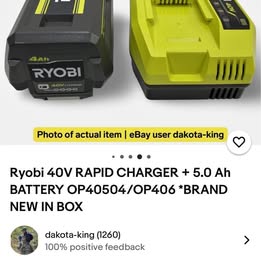 4Ah
RYOBI
Photo of actual item | eBay user dakota-king
Ryobi 40V RAPID CHARGER + 5.0 Ah
BATTERY OP40504/OP406 *BRAND
NEW IN BOX
dakota-king (1260)
100% positive feedback